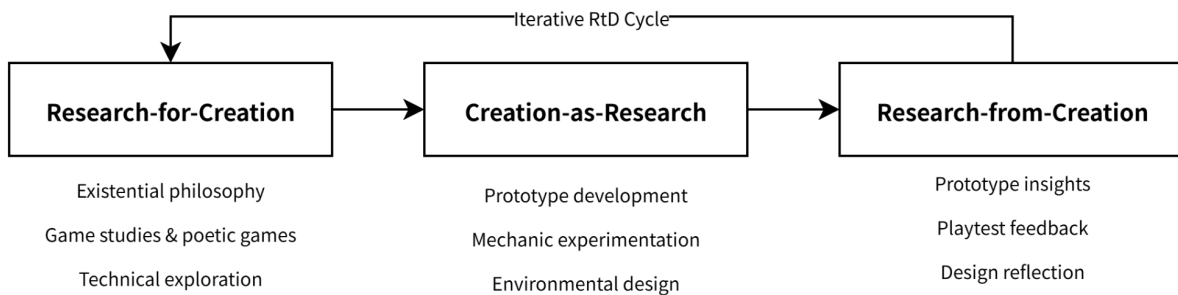 Iterative RtD Cycle
Research-for-Creation
Creation-as-Research
Research-from-Creation
Existential philosophy
Game studies & poetic games
Technical exploration
Prototype development
Mechanic experimentation
Environmental design
Prototype insights
Playtest feedback
Design reflection